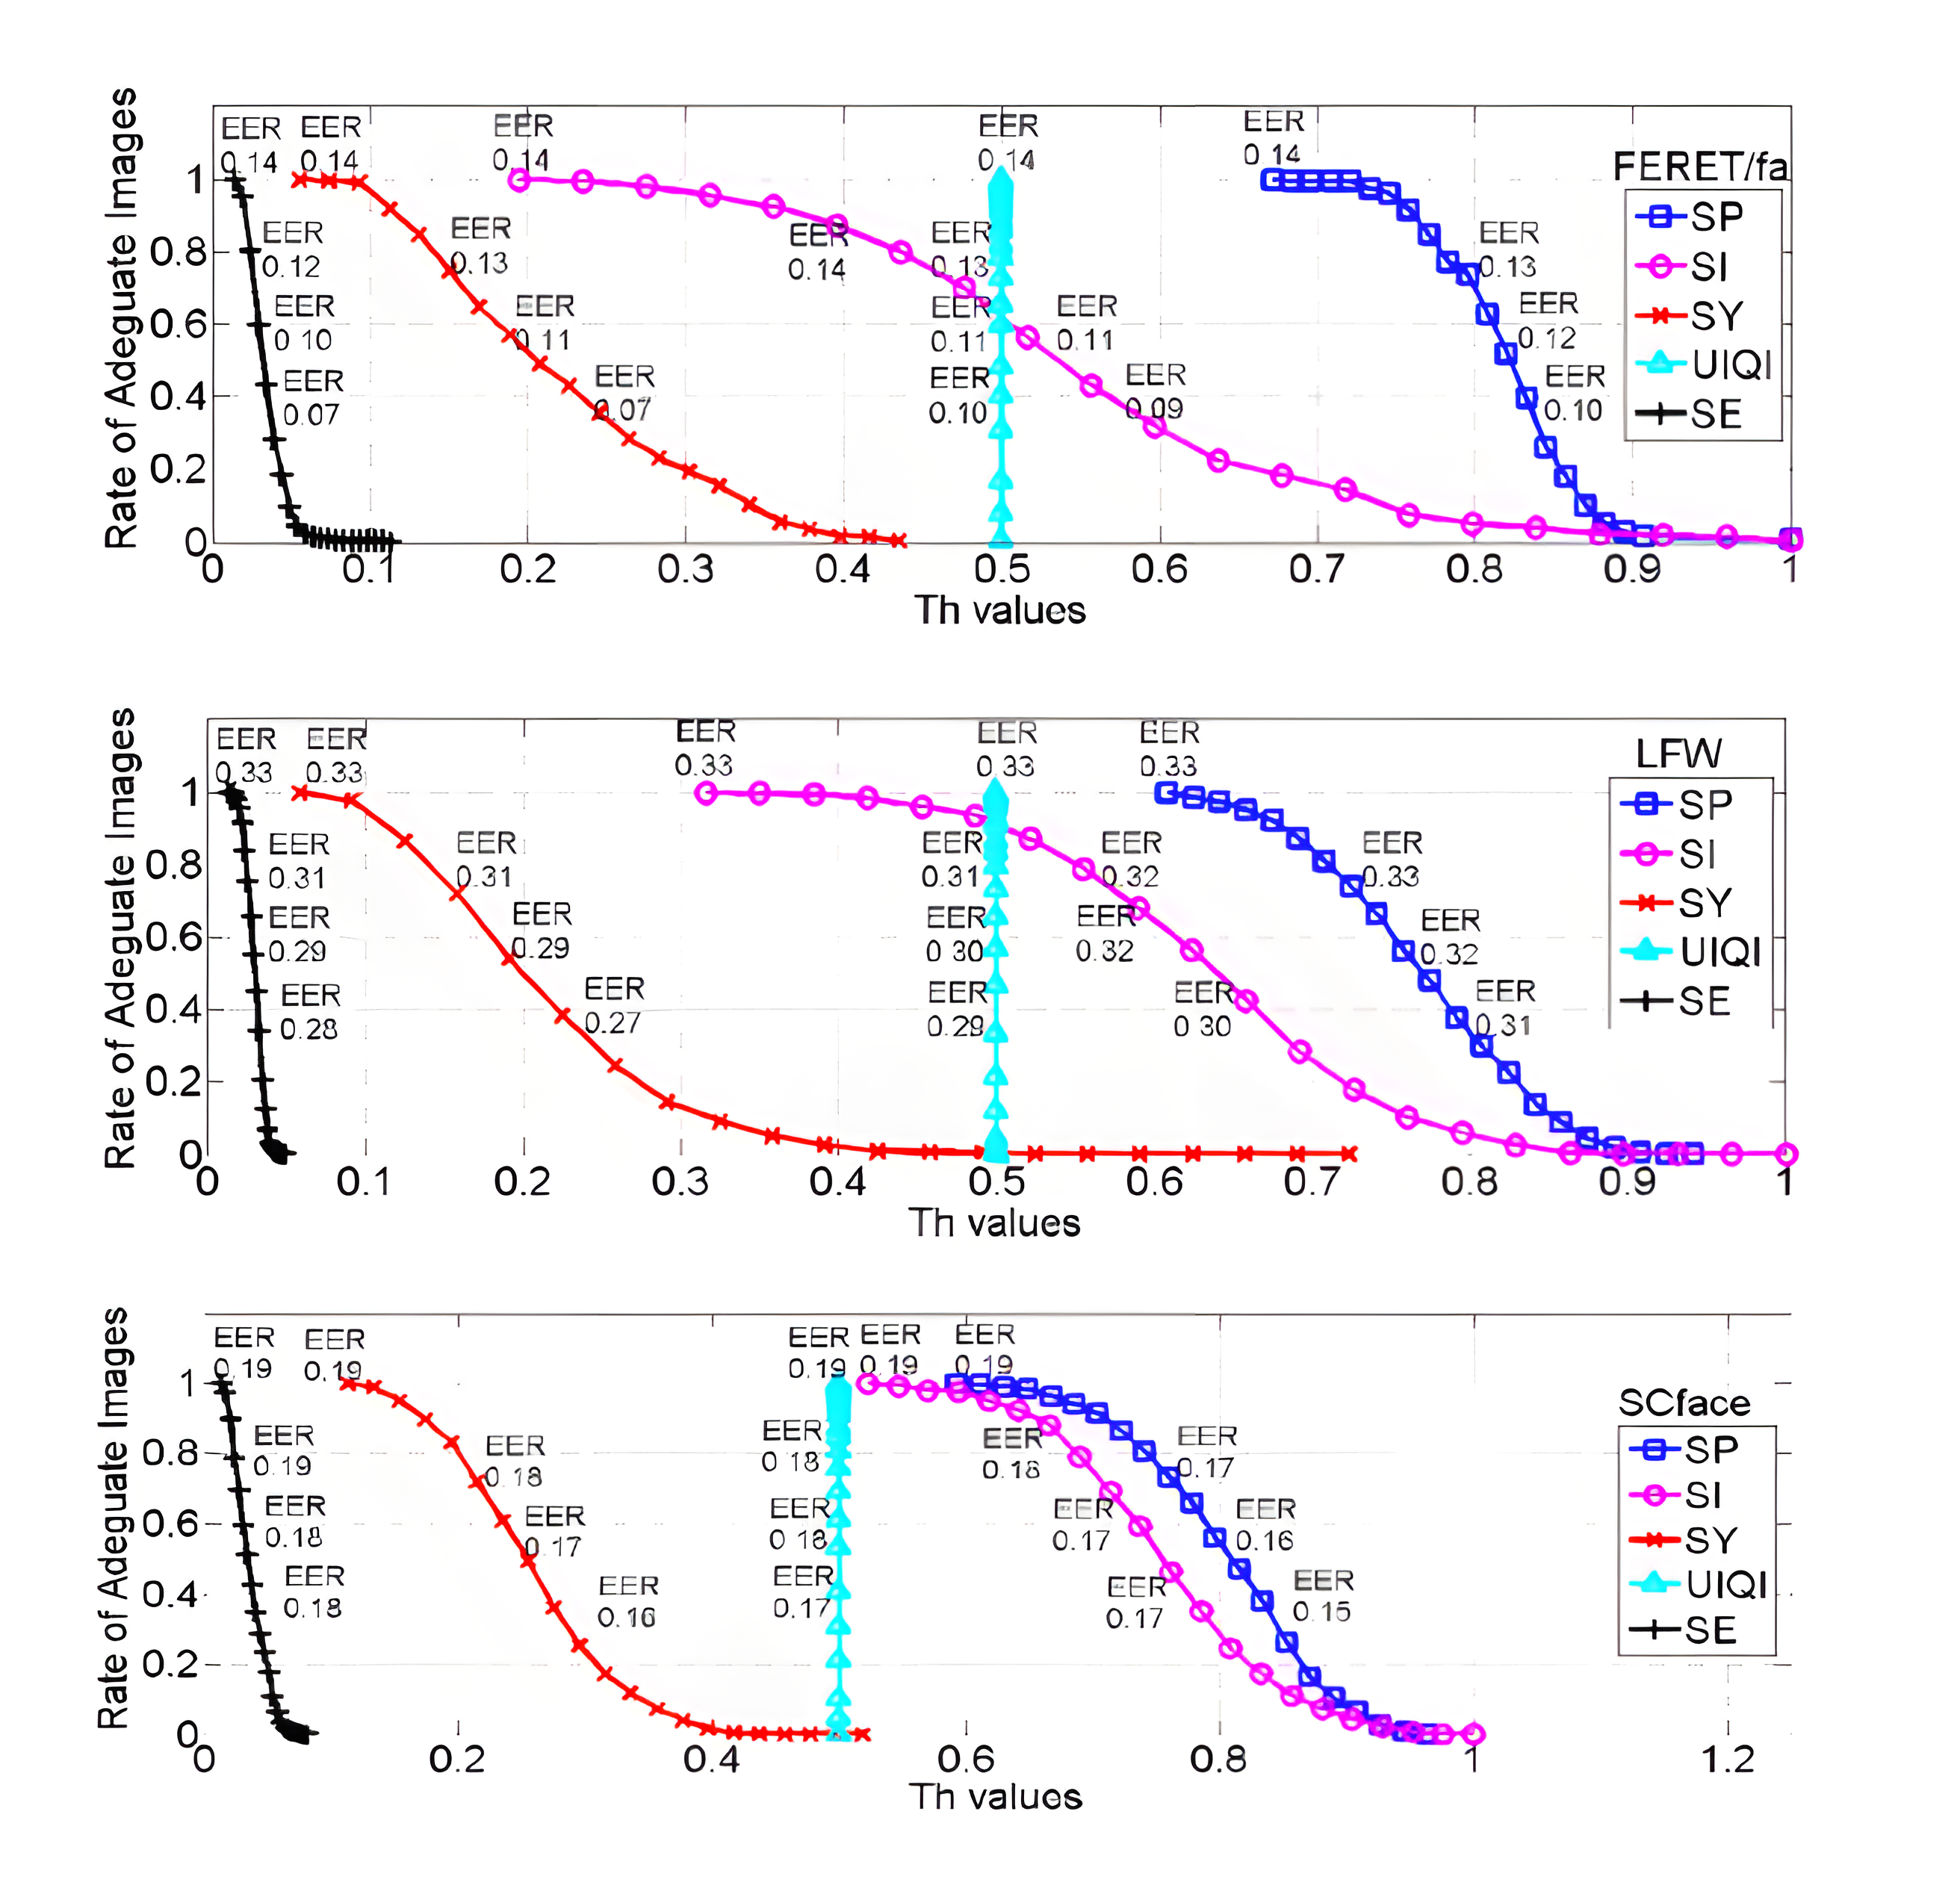 EER EER EER EER EER
0.14 0.14 0.14 0.14 0.14
FERET/fa
SP
SI
SY
UIQI
SE
EER EER EER EER EER
0.12 0.13 0.14 0.13 0.13
EER EER EER EER EER
0.10 0.11 0.11 0.11 0.12
EER EER EER EER EER
0.07 0.07 0.10 0.09 0.10
Rate of Adeguate Images
1
0.8
0.6
0.4
0.2
0
0 0.1 0.2 0.3 0.4 0.5 0.6 0.7 0.8 0.9 1
Th values
EER EER EER EER EER
0.33 0.33 0.33 0.33 0.33
LFW
SP
SI
SY
UIQI
SE
EER EER EER EER EER
0.31 0.31 0.31 0.32 0.33
EER EER EER EER EER
0.29 0.29 0.30 0.32 0.32
EER EER EER EER EER
0.28 0.27 0.29 0.30 0.31
Rate of Adeguate Images
1
0.8
0.6
0.4
0.2
0
0 0.1 0.2 0.3 0.4 0.5 0.6 0.7 0.8 0.9 1
Th values
EER EER EER EER EER
0.19 0.19 0.19 0.19 0.19
SCface
SP
SI
SY
UIQI
SE
EER EER EER EER EER
0.19 0.18 0.18 0.18 0.17
EER EER EER EER EER
0.18 0.17 0.18 0.17 0.16
EER EER EER EER EER
0.18 0.16 0.17 0.17 0.15
Rate of Adeguate Images
1
0.8
0.6
0.4
0.2
0
0 0.2 0.4 0.6 0.8 1 1.2
Th values